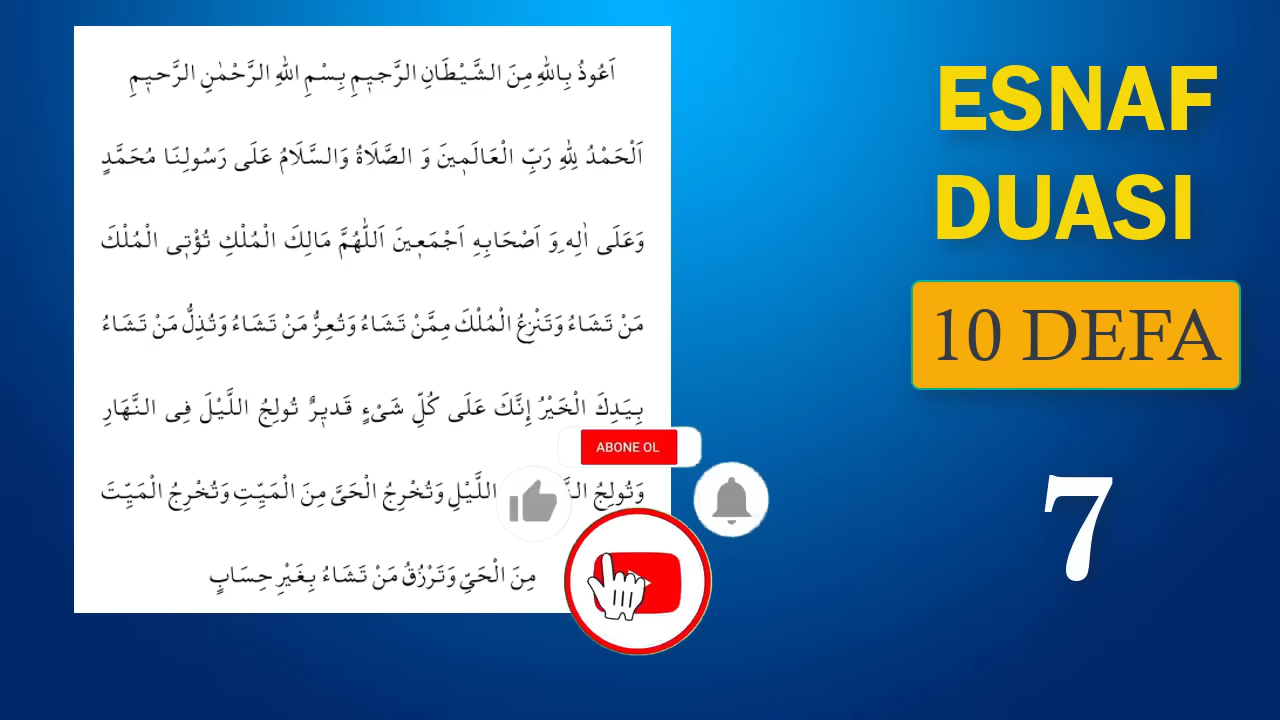 اَعُوذُ بِاللّٰهِ مِنَ الشَّيْطَانِ الرَّجٖيمِ بِسْمِ اللّٰهِ الرَّحْمٰنِ الرَّحٖيمِ
اَلْحَمْدُ لِلّٰهِ رَبِّ الْعَالَمٖينَ وَ الصَّلَاةُ وَالسَّلَامُ عَلَى رَسُولِنَا مُحَمَّدٍ
وَعَلَى اٰلِهٖ وَ اَصْحَابِهِ اَجْمَعٖينَ اَللّٰهُمَّ مَالِكَ الْمُلْكِ تُؤْتِى الْمُلْكَ
مَنْ تَشَاءُ وَتَنْزِعُ الْمُلْكَ مِمَّنْ تَشَاءُ وَتُعِزُّ مَنْ تَشَاءُ وَتُذِلُّ مَنْ تَشَاءُ
بِيَدِكَ الْخَيْرُ إِنَّكَ عَلَى كُلِّ شَىْءٍ قَدٖيرٌ تُولِجُ اللَّيْلَ فِى النَّهَارِ
وَتُولِجُ اللَّيْلِ وَتُخْرِجُ الْحَىَّ مِنَ الْمَيِّتِ وَتُخْرِجُ الْمَيِّتَ
مِنَ الْحَيِّ وَتَرْزُقُ مَنْ تَشَاءُ بِغَيْرِ حِسَابٍ
ESNAF
DUASI
10 DEFA
7
ABONE OL